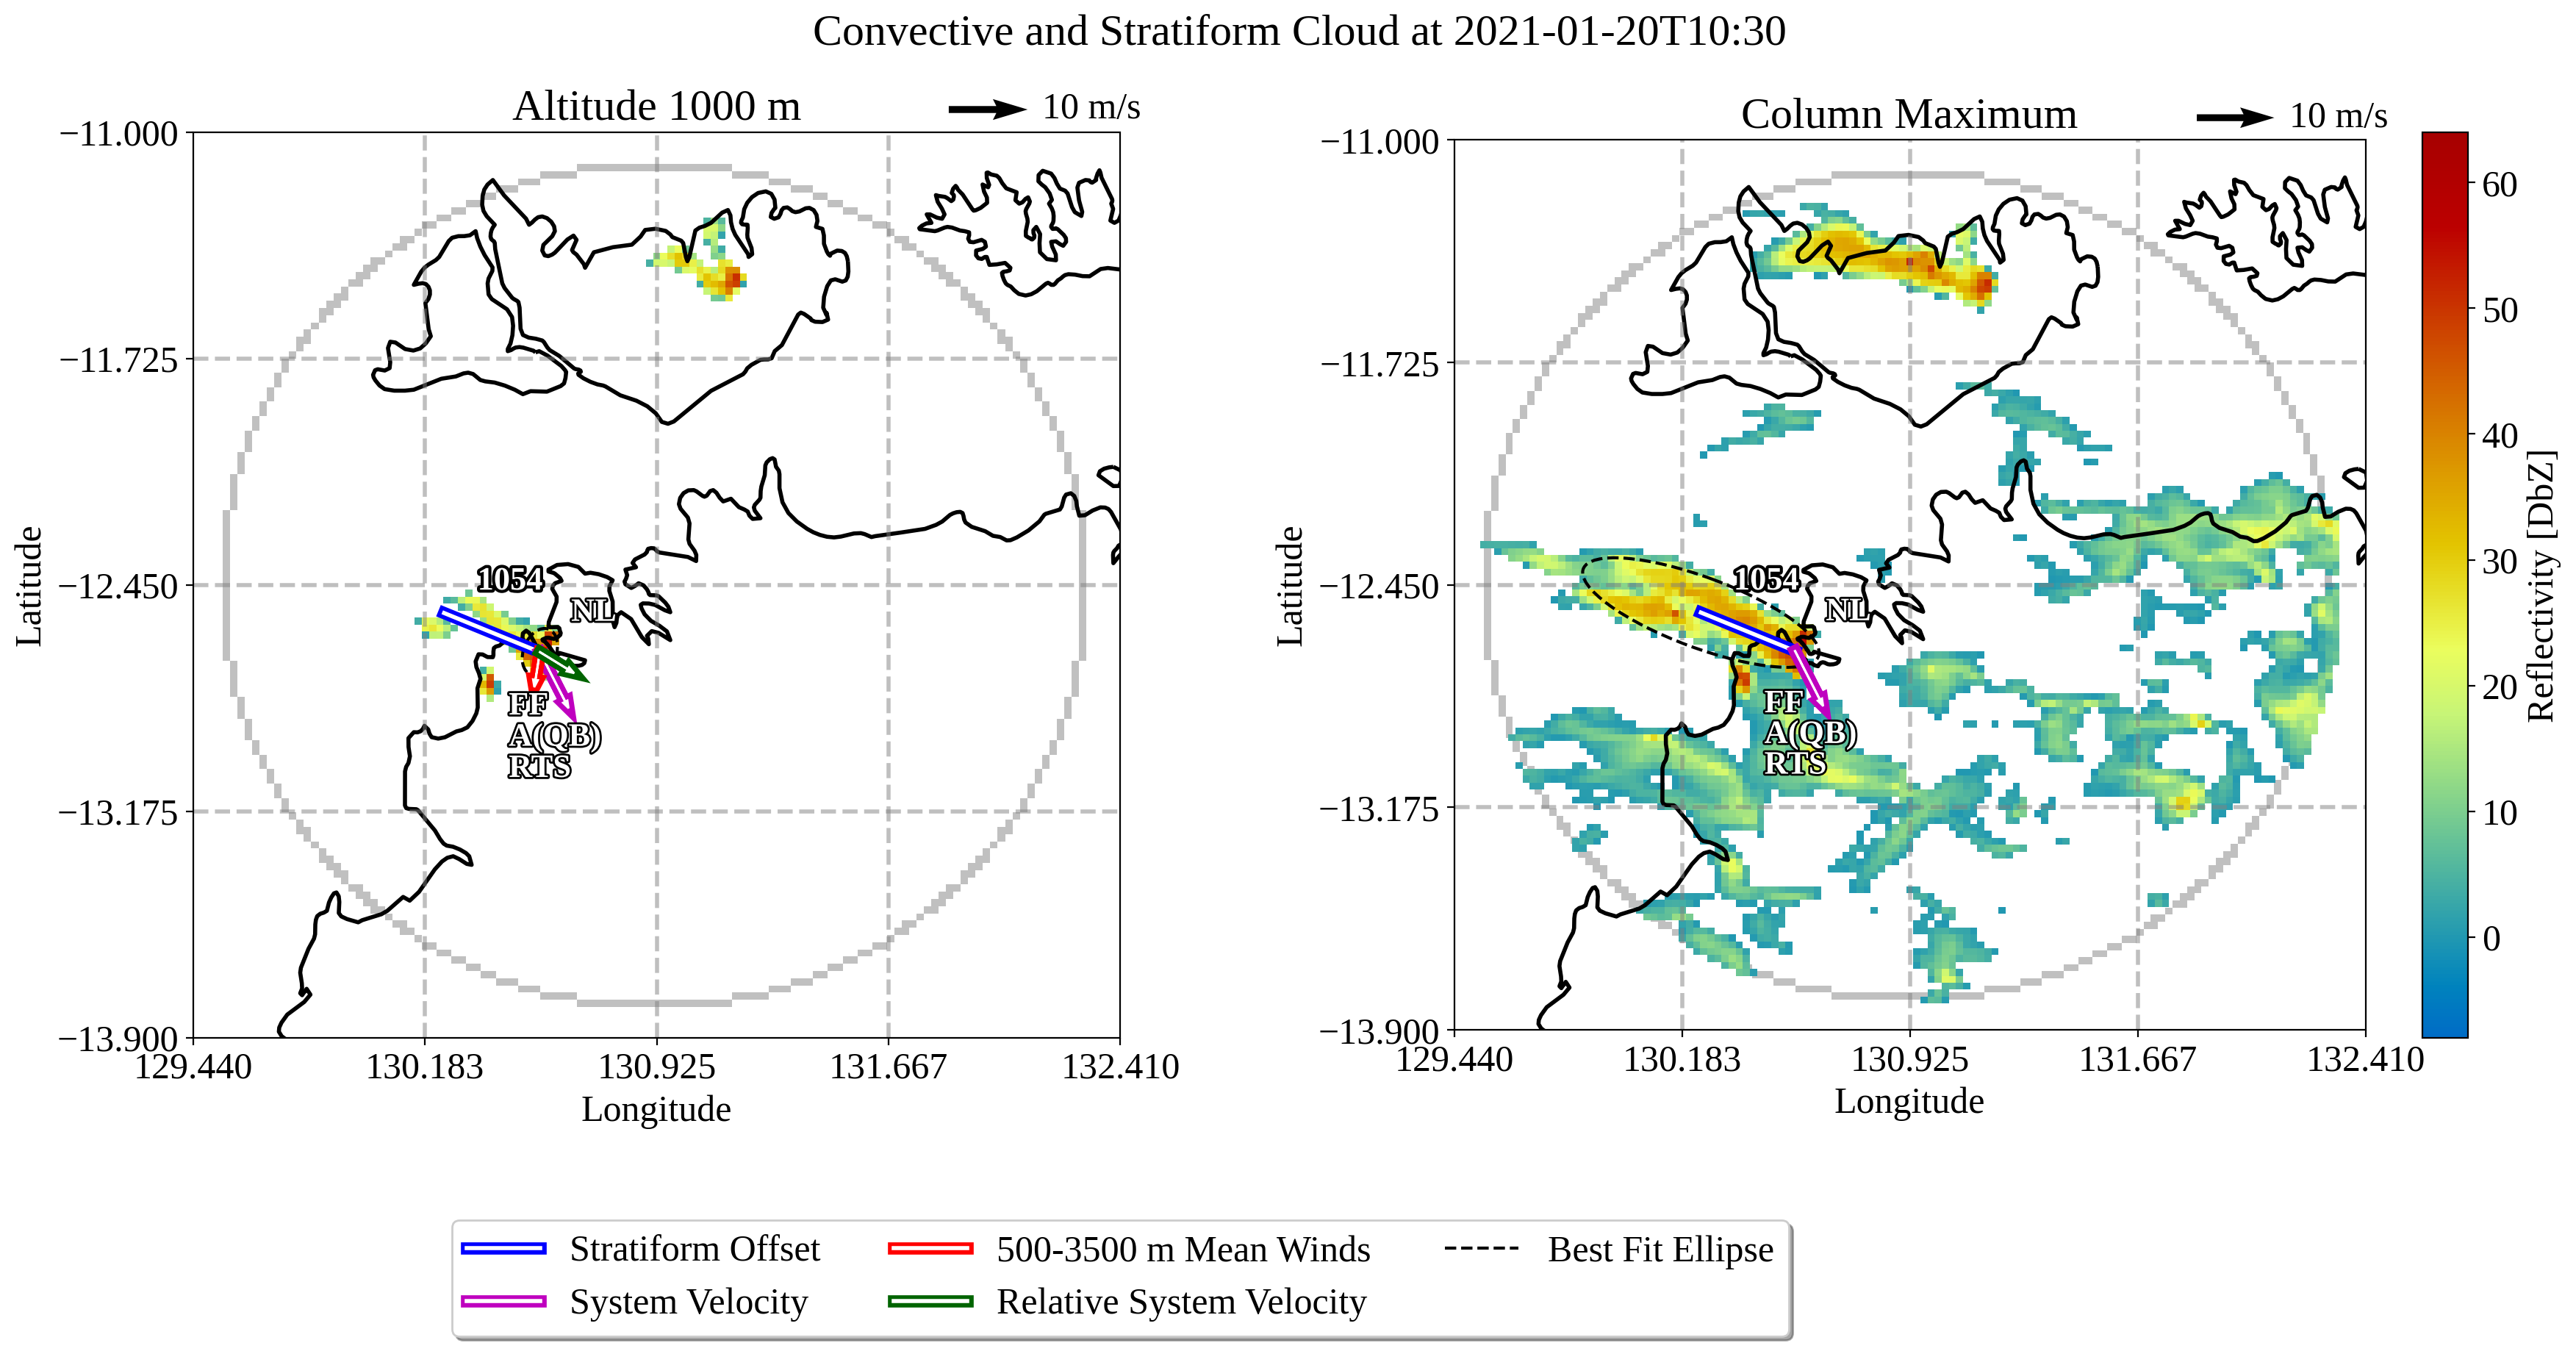 Convective and Stratiform Cloud at 2021-01-20T10:30
Altitude 1000 m
10 m/s
−11.000
−11.725
−12.450
−13.175
−13.900
129.440
130.183
130.925
131.667
132.410
Latitude
Longitude
1054
NL
FF
A(QB)
RTS
Column Maximum
10 m/s
−11.000
−11.725
−12.450
−13.175
−13.900
129.440
130.183
130.925
131.667
132.410
Latitude
Longitude
1054
NL
FF
A(QB)
RTS
60
50
40
30
20
10
0
Reflectivity [DbZ]
Stratiform Offset
System Velocity
500-3500 m Mean Winds
Relative System Velocity
Best Fit Ellipse